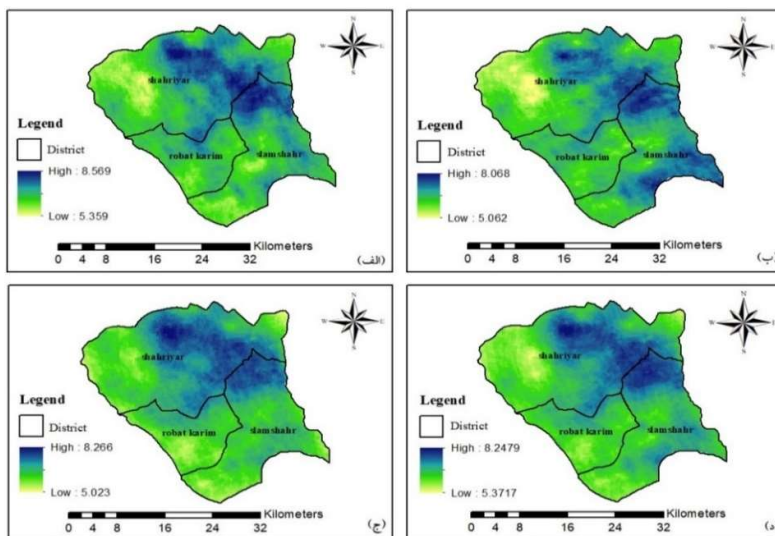 N
W E
S
shahriyar
robat karim
slamshahr
Legend
District
High : 8.569
Low : 5.359
Kilometers
0 4 8 16 24 32
(الف)
N
W E
S
shahriyar
robat karim
slamshahr
Legend
District
High : 8.068
Low : 5.062
Kilometers
0 4 8 16 24 32
(ب)
N
W E
S
shahriyar
robat karim
slamshahr
Legend
District
High : 8.266
Low : 5.023
Kilometers
0 4 8 16 24 32
(ج)
N
W E
S
shahriyar
robat karim
slamshahr
Legend
District
High : 8.2479
Low : 5.3717
Kilometers
0 4 8 16 24 32
(د)